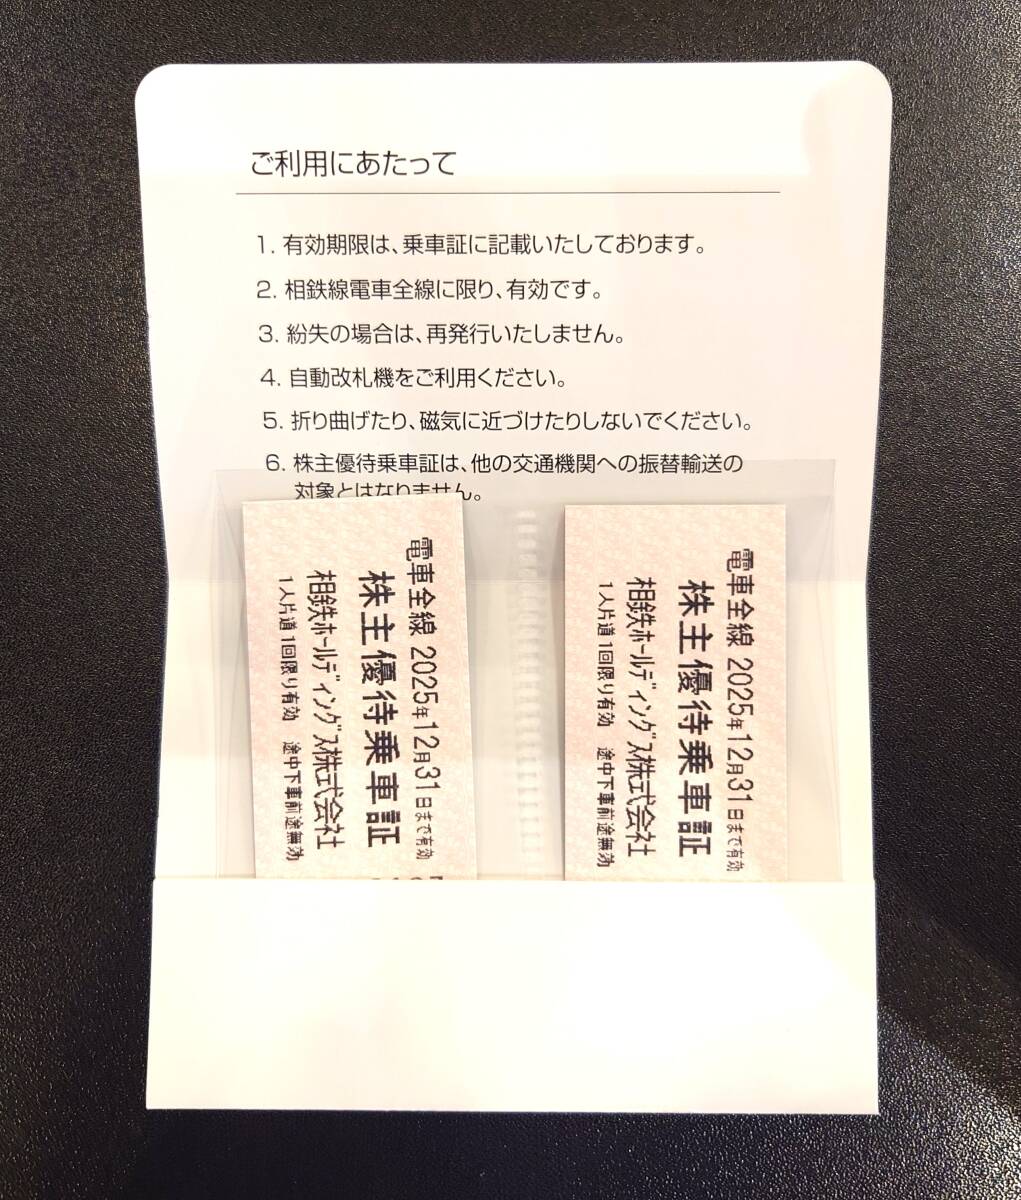 ご利用にあたって
1. 有効期限は、乗車証に記載いたしております。
2. 相鉄線電車全線に限り、有効です。
3. 紛失の場合は、再発行いたしません。
4. 自動改札機をご利用ください。
5. 折り曲げたり、磁気に近づけたりしないでください。
6. 株主優待乗車証は、他の交通機関への振替輸送の
対象とはなりません。
電車全線 2025年12月31日まで有効
株主優待乗車証
相鉄ホールディングス株式会社
1人片道1回限り有効 途中下車前途無効
電車全線 2025年12月31日まで有効
株主優待乗車証
相鉄ホールディングス株式会社
1人片道1回限り有効 途中下車前途無効